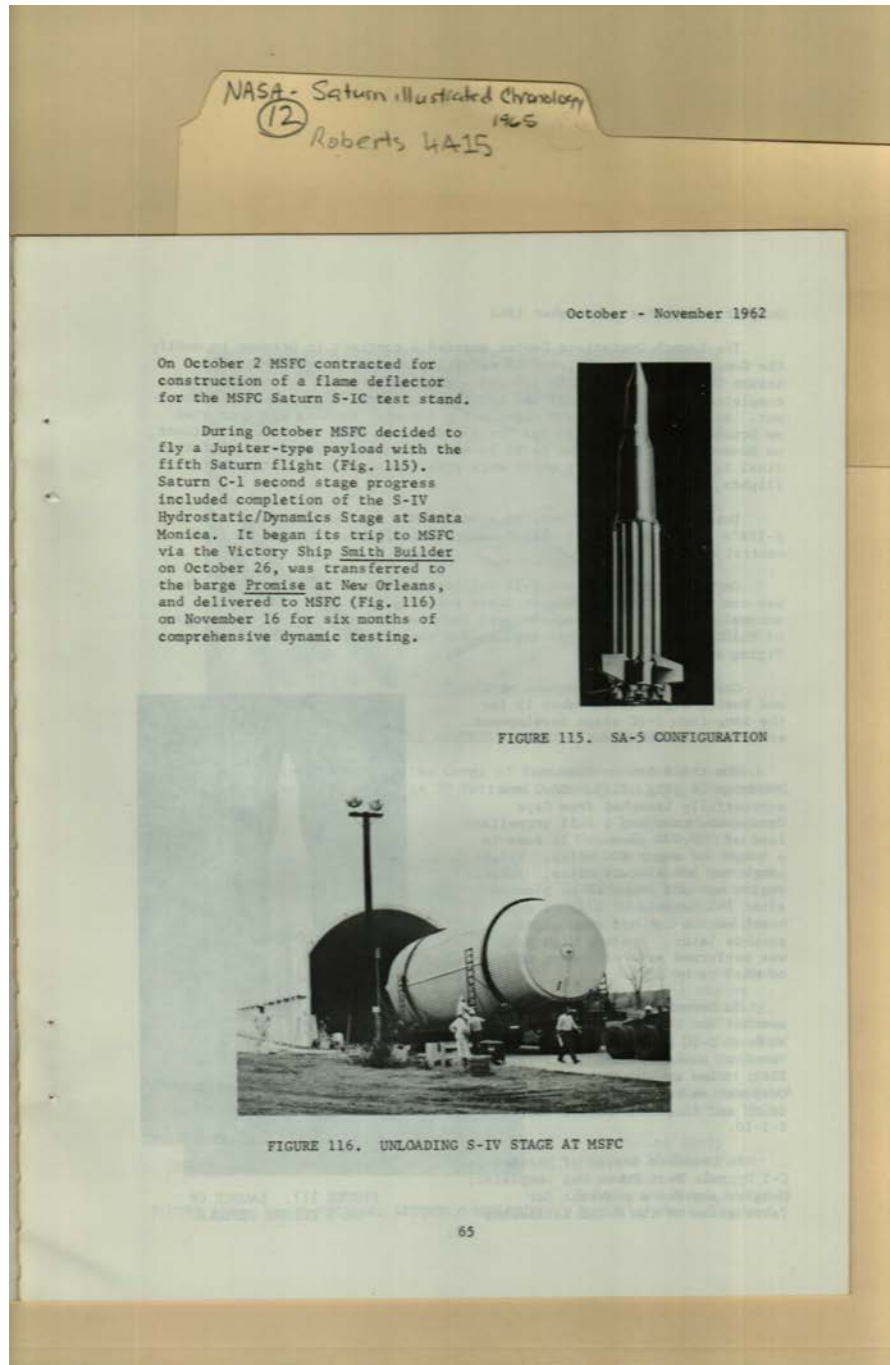 NASA - Saturn illustrated Chronology
12
1965
Roberts 4A15
October - November 1962
On October 2 MSFC contracted for
construction of a flame deflector
for the MSFC Saturn S-IC test stand.
During October MSFC decided to
fly a Jupiter-type payload with the
fifth Saturn flight (Fig. 115).
Saturn C-1 second stage progress
included completion of the S-IV
Hydrostatic/Dynamics Stage at Santa
Monica. It began its trip to MSFC
via the Victory Ship Smith Builder
on October 26, was transferred to
the barge Promise at New Orleans,
and delivered to MSFC (Fig. 116)
on November 16 for six months of
comprehensive dynamic testing.
FIGURE 115. SA-5 CONFIGURATION
FIGURE 116. UNLOADING S-IV STAGE AT MSFC
65